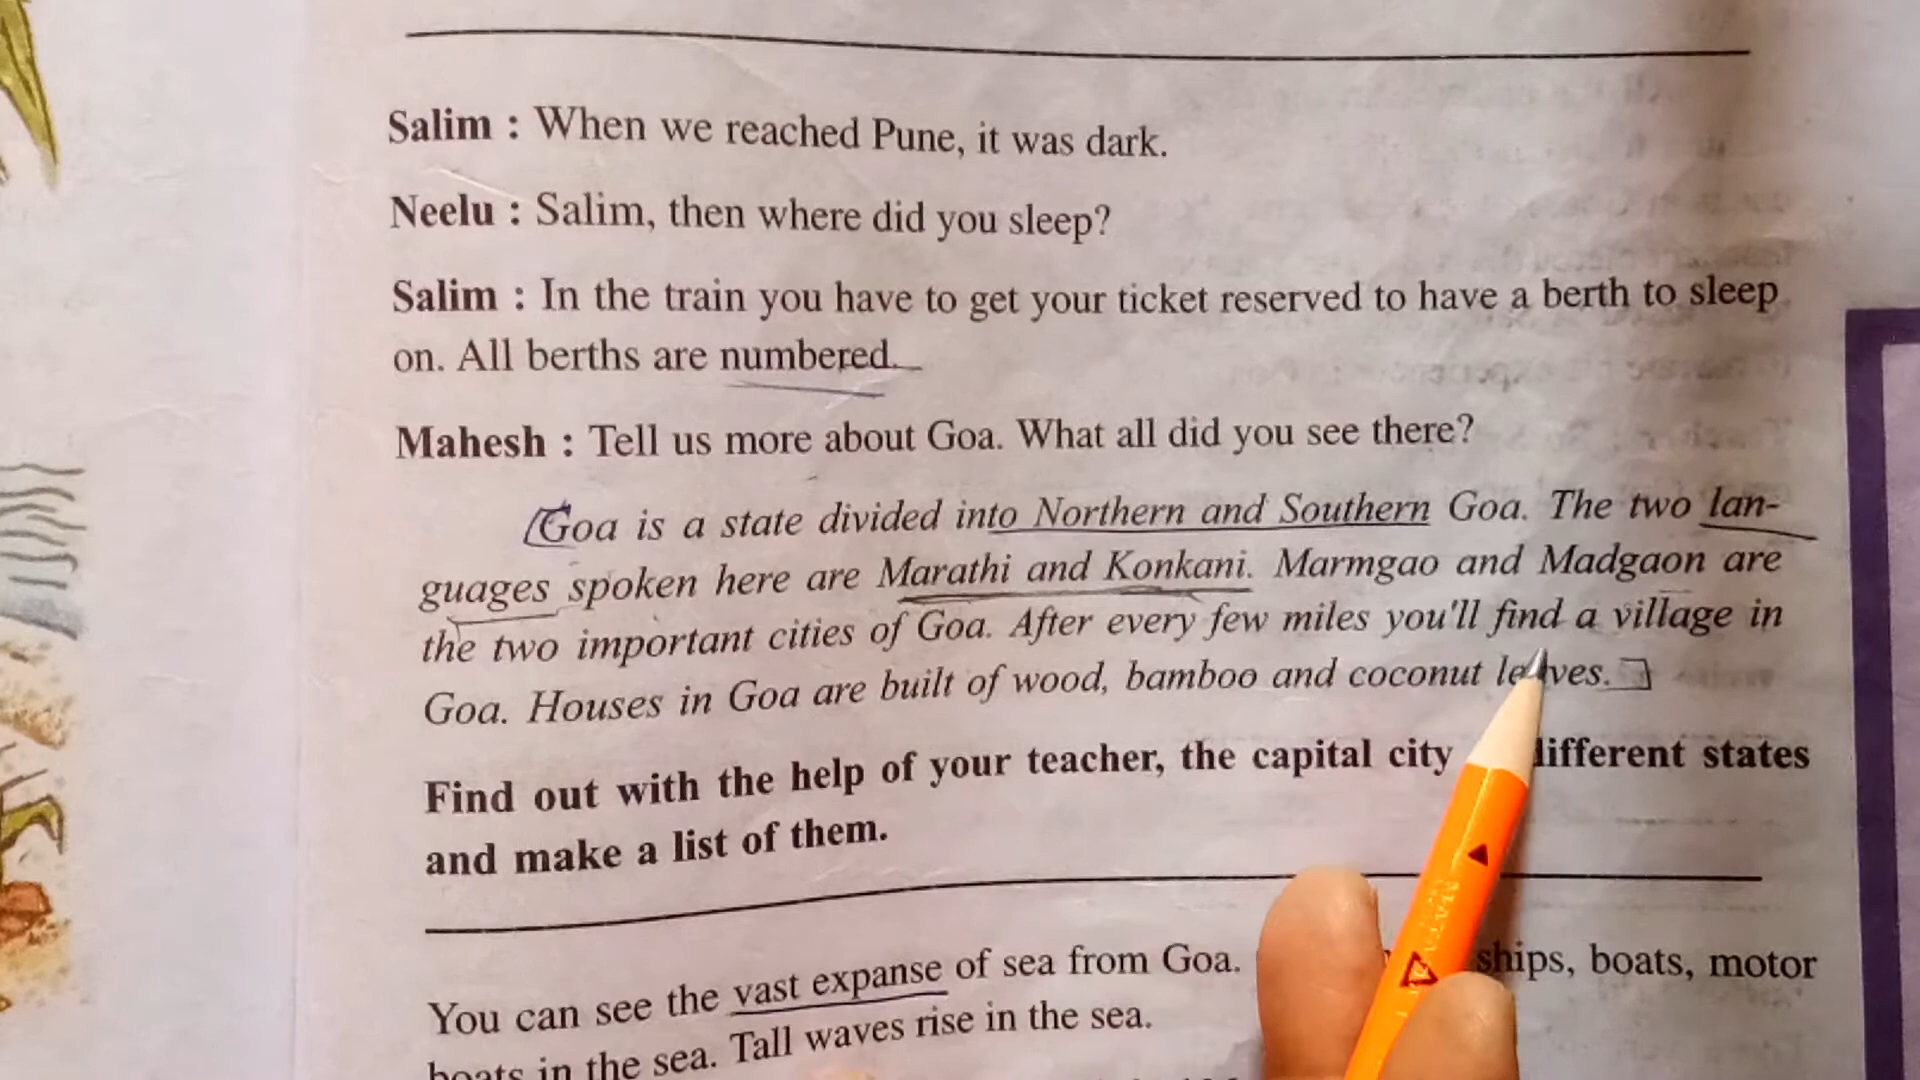 Salim : When we reached Pune, it was dark.
Neelu : Salim, then where did you sleep?
Salim : In the train you have to get your ticket reserved to have a berth to sleep
on. All berths are numbered.
Mahesh : Tell us more about Goa. What all did you see there?
Goa is a state divided into Northern and Southern Goa. The two lan-
guages spoken here are Marathi and Konkani. Marmgao and Madgaon are
the two important cities of Goa. After every few miles you'll find a village in
Goa. Houses in Goa are built of wood, bamboo and coconut leaves.
Find out with the help of your teacher, the capital city different states
and make a list of them.
You can see the vast expanse of sea from Goa. ships, boats, motor
boats in the sea. Tall waves rise in the sea.